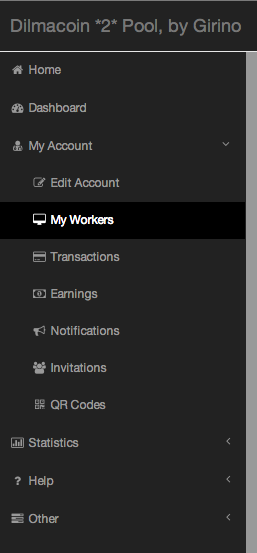 Dilmacoin *2* Pool, by Girino
Home
Dashboard
My Account
Edit Account
My Workers
Transactions
Earnings
Notifications
Invitations
QR Codes
Statistics
Help
Other